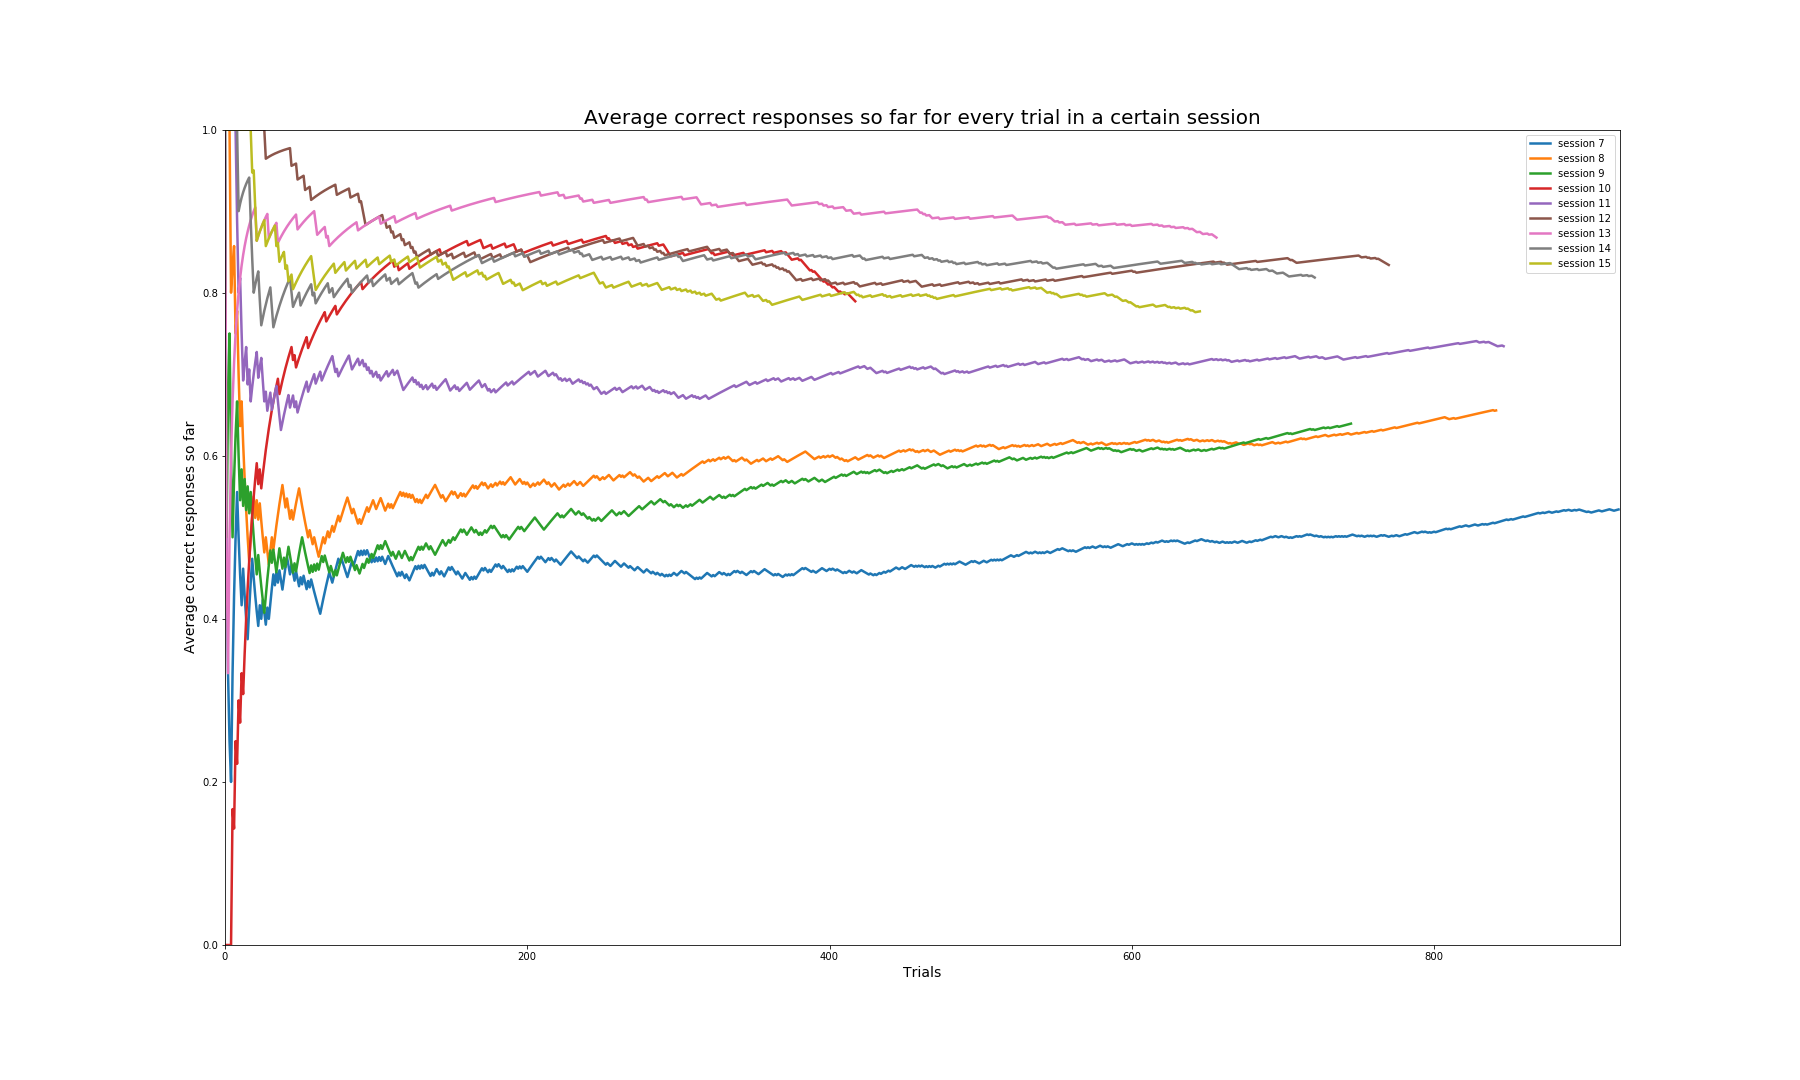 Average correct responses so far for every trial in a certain session
1.0
0.8
0.6
0.4
0.2
0.0
Average correct responses so far
0 200 400 600 800
Trials
session 7
session 8
session 9
session 10
session 11
session 12
session 13
session 14
session 15